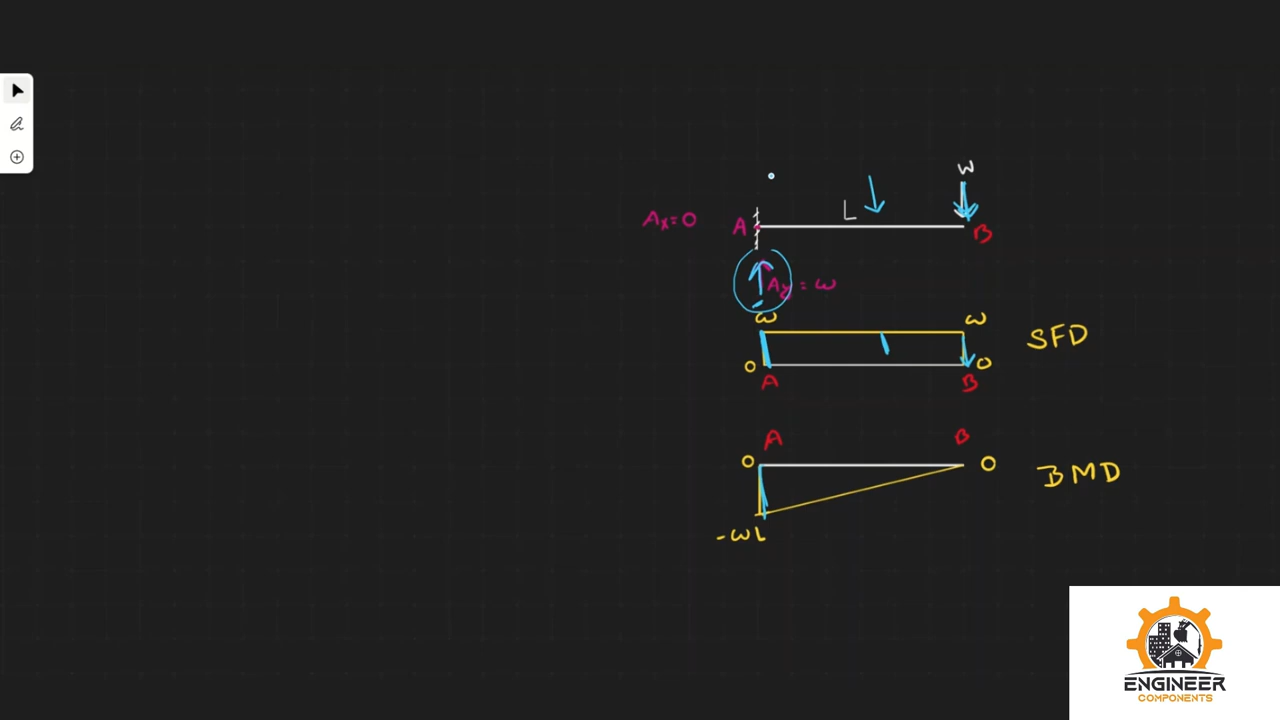 W
L
Ax=0 A
B
Ay = w
w w
SFD
0 0
A B
A B
0 0
BMD
-wL
ENGINEER
COMPONENTS